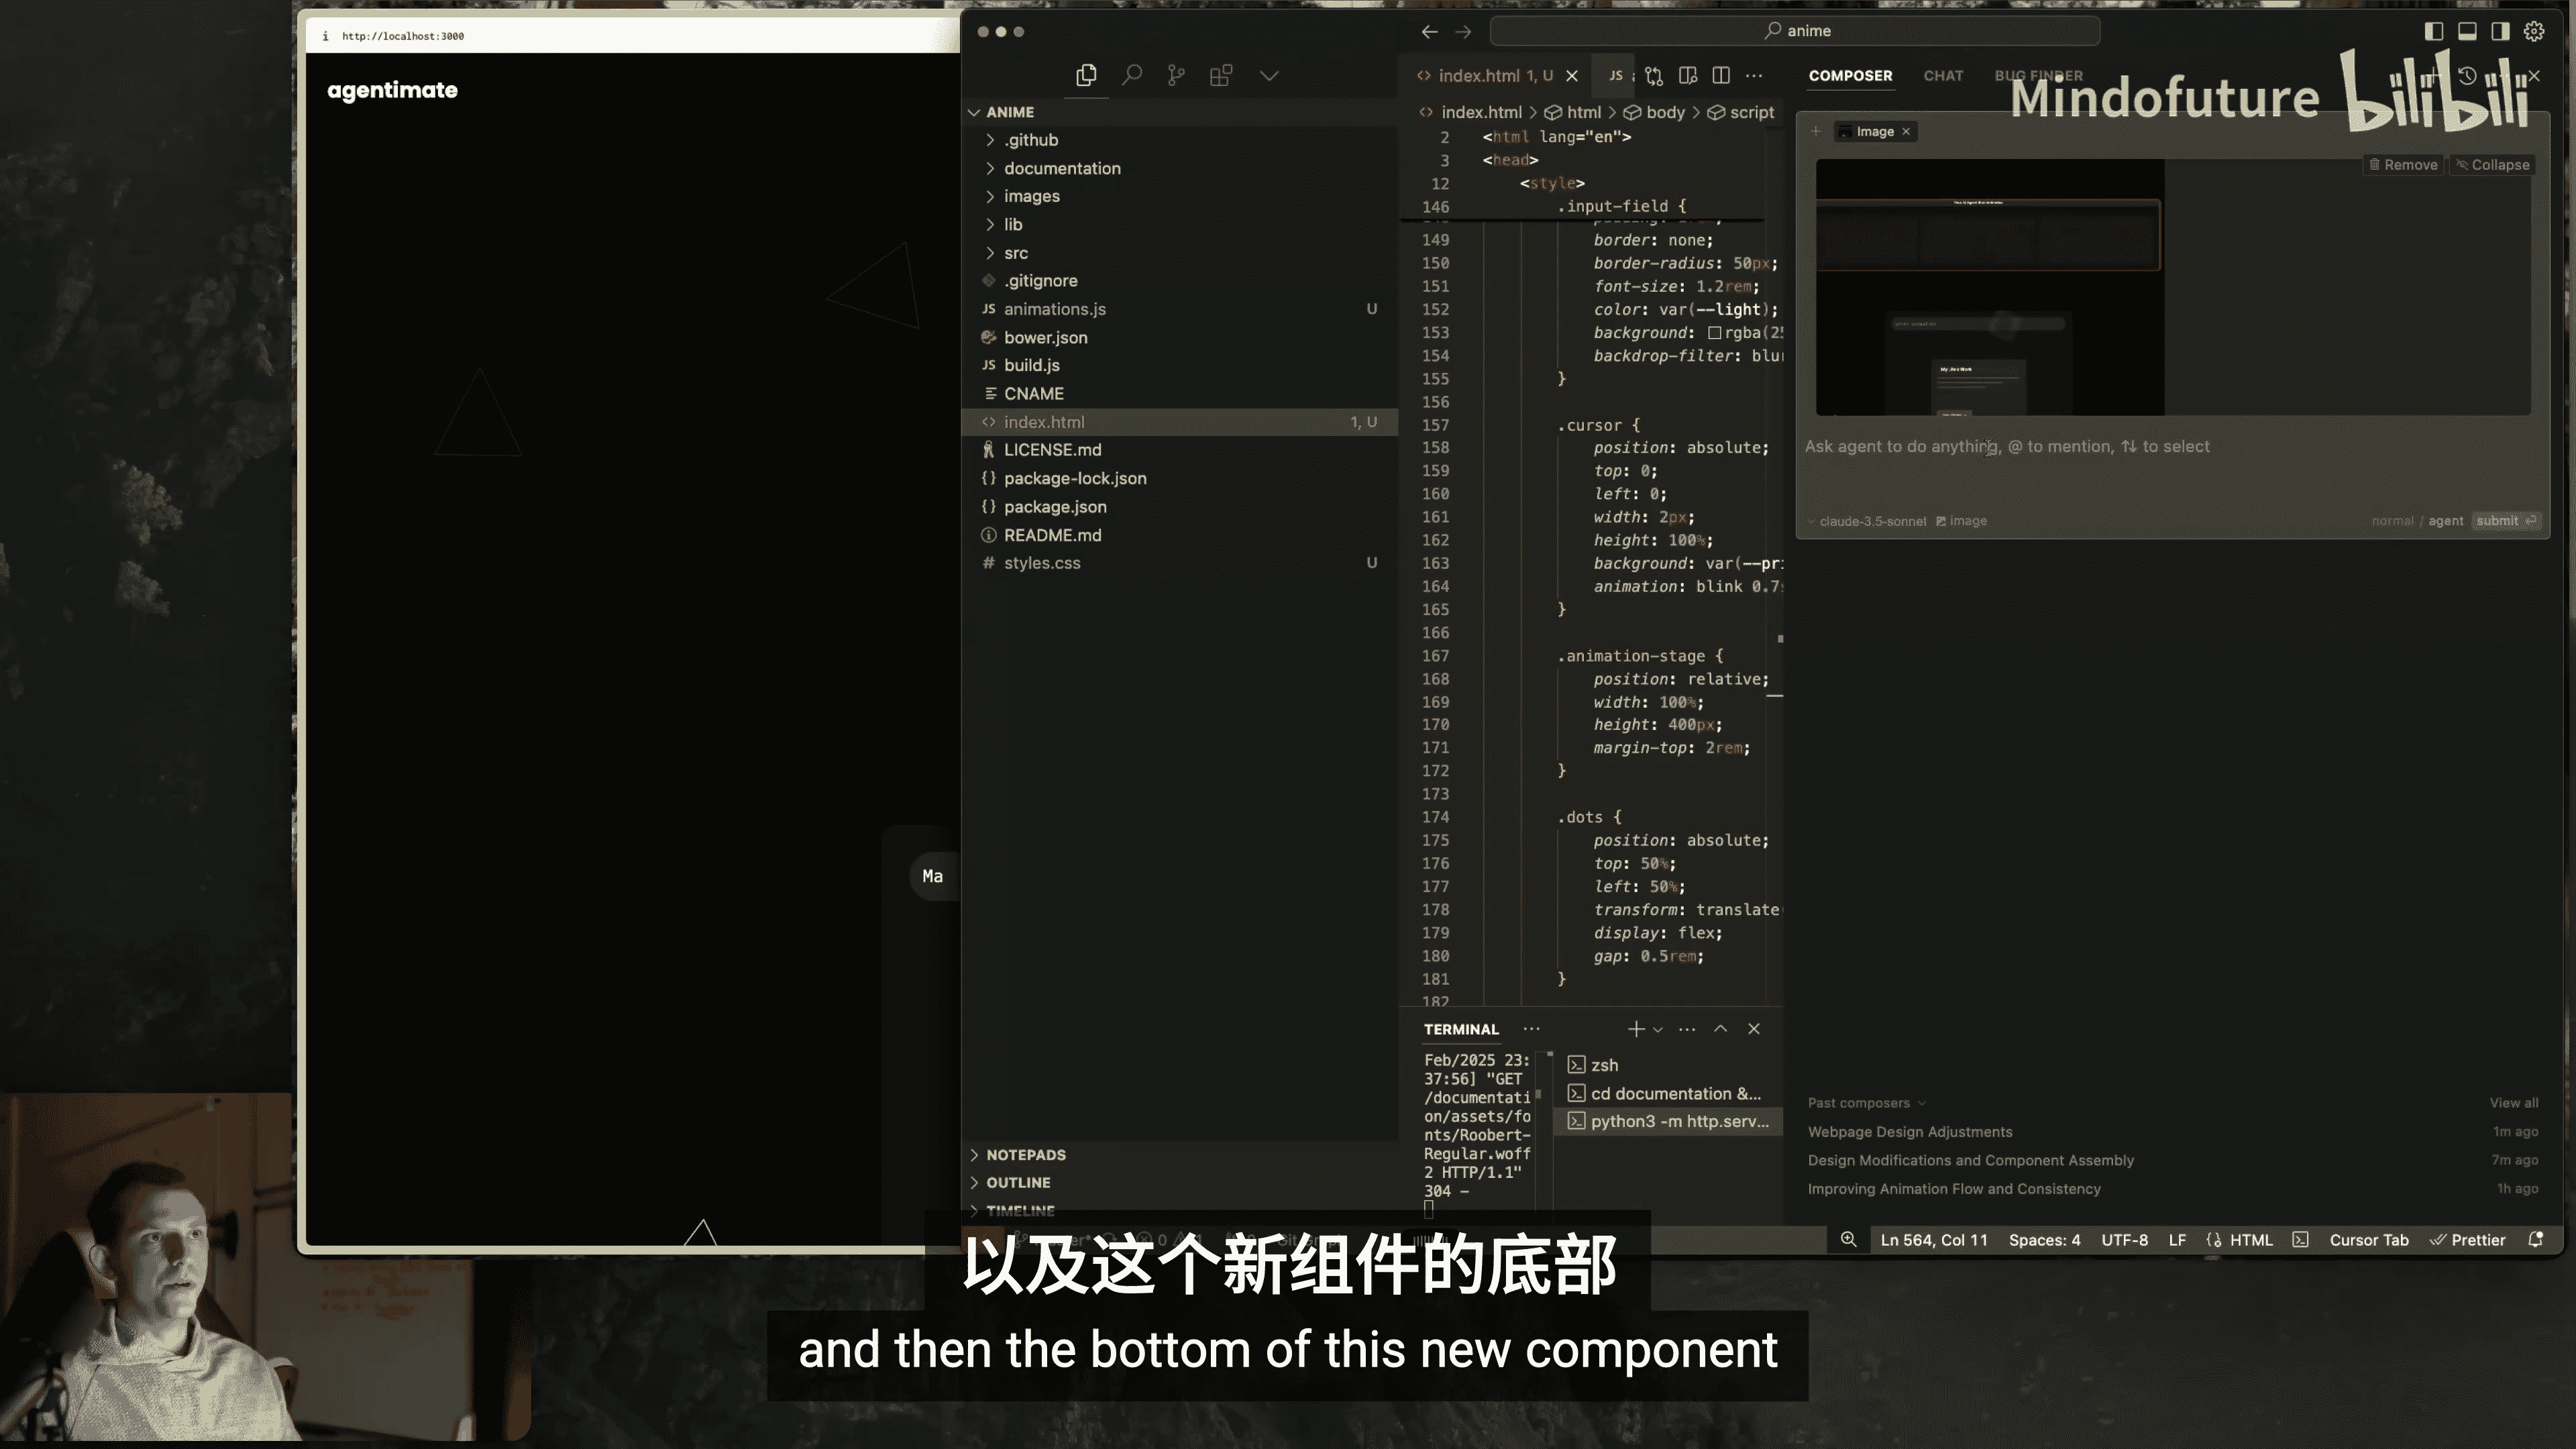 http://localhost:3000
agentimate
Ma
anime
ANIME
.github
documentation
images
lib
src
.gitignore
JS animations.js U
bower.json
JS build.js
CNAME
<> index.html 1, U
LICENSE.md
{} package-lock.json
{} package.json
README.md
# styles.css U
NOTEPADS
OUTLINE
TIMELINE
<> index.html 1, U
JS
<> index.html > html > body > script
2 <html lang="en">
3 <head>
12 <style>
146 .input-field {
149 border: none;
150 border-radius: 50px;
151 font-size: 1.2rem;
152 color: var(--light);
153 background: rgba(25
154 backdrop-filter: blur
155 }
156
157 .cursor {
158 position: absolute;
159 top: 0;
160 left: 0;
161 width: 2px;
162 height: 100%;
163 background: var(--pri
164 animation: blink 0.7s
165 }
166
167 .animation-stage {
168 position: relative;
169 width: 100%;
170 height: 400px;
171 margin-top: 2rem;
172 }
173
174 .dots {
175 position: absolute;
176 top: 50%;
177 left: 50%;
178 transform: translate(
179 display: flex;
180 gap: 0.5rem;
181 }
182
TERMINAL
Feb/2025 23:
37:56] "GET
/documentati
on/assets/fo
nts/Roobert-
Regular.woff
2 HTTP/1.1"
304 -
zsh
cd documentation &...
python3 -m http.serv...
COMPOSER CHAT BUG FINDER
Mindofuture bilibili
Image
Remove Collapse
Ask agent to do anything, @ to mention, ↑↓ to select
claude-3.5-sonnet image
normal / agent submit
Past composers View all
Webpage Design Adjustments 1m ago
Design Modifications and Component Assembly 7m ago
Improving Animation Flow and Consistency 1h ago
Ln 564, Col 11 Spaces: 4 UTF-8 LF {} HTML Cursor Tab Prettier
以及这个新组件的底部
and then the bottom of this new component